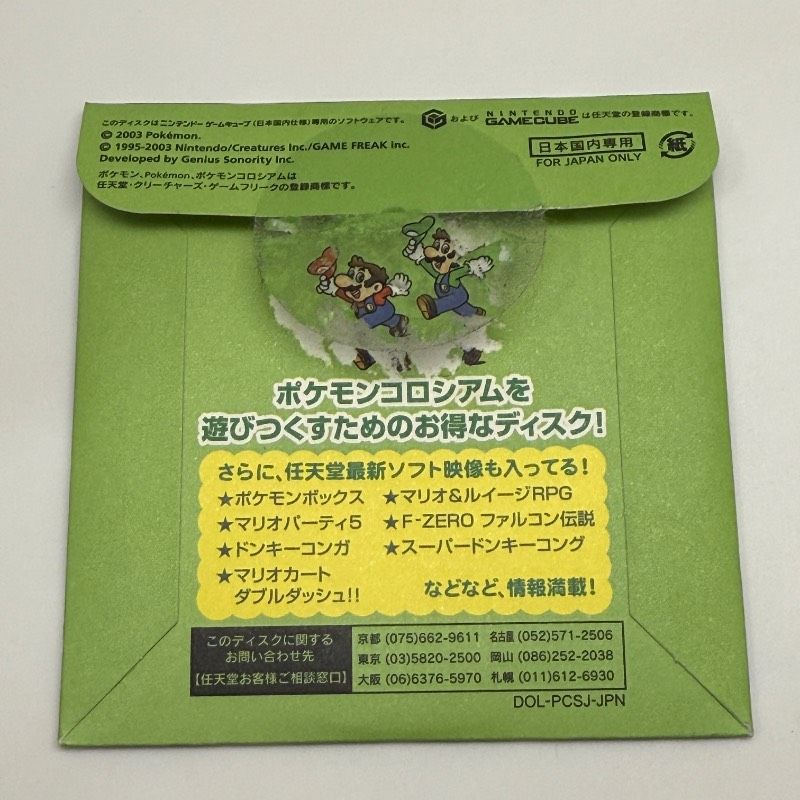 このディスクはニンテンドーゲームキューブ(日本国内仕様)専用のソフトウェアです。 および NINTENDO GAMECUBE は任天堂の登録商標です。
© 2003 Pokémon.
© 1995-2003 Nintendo/Creatures Inc./GAME FREAK inc.
Developed by Genius Sonority Inc.
ポケモン、Pokémon、ポケモンコロシアムは
任天堂・クリーチャーズ・ゲームフリークの登録商標です。
日本国内専用
FOR JAPAN ONLY
紙
ポケモンコロシアムを
遊びつくすためのお得なディスク!
さらに、任天堂最新ソフト映像も入ってる!
★ポケモンボックス ★マリオ&ルイージRPG
★マリオパーティ5 ★F-ZERO ファルコン伝説
★ドンキーコンガ ★スーパードンキーコング
★マリオカート
ダブルダッシュ!! などなど、情報満載!
このディスクに関する
お問い合わせ先
【任天堂お客様ご相談窓口】
京都 (075)662-9611 名古屋 (052)571-2506
東京 (03)5820-2500 岡山 (086)252-2038
大阪 (06)6376-5970 札幌 (011)612-6930
DOL-PCSJ-JPN